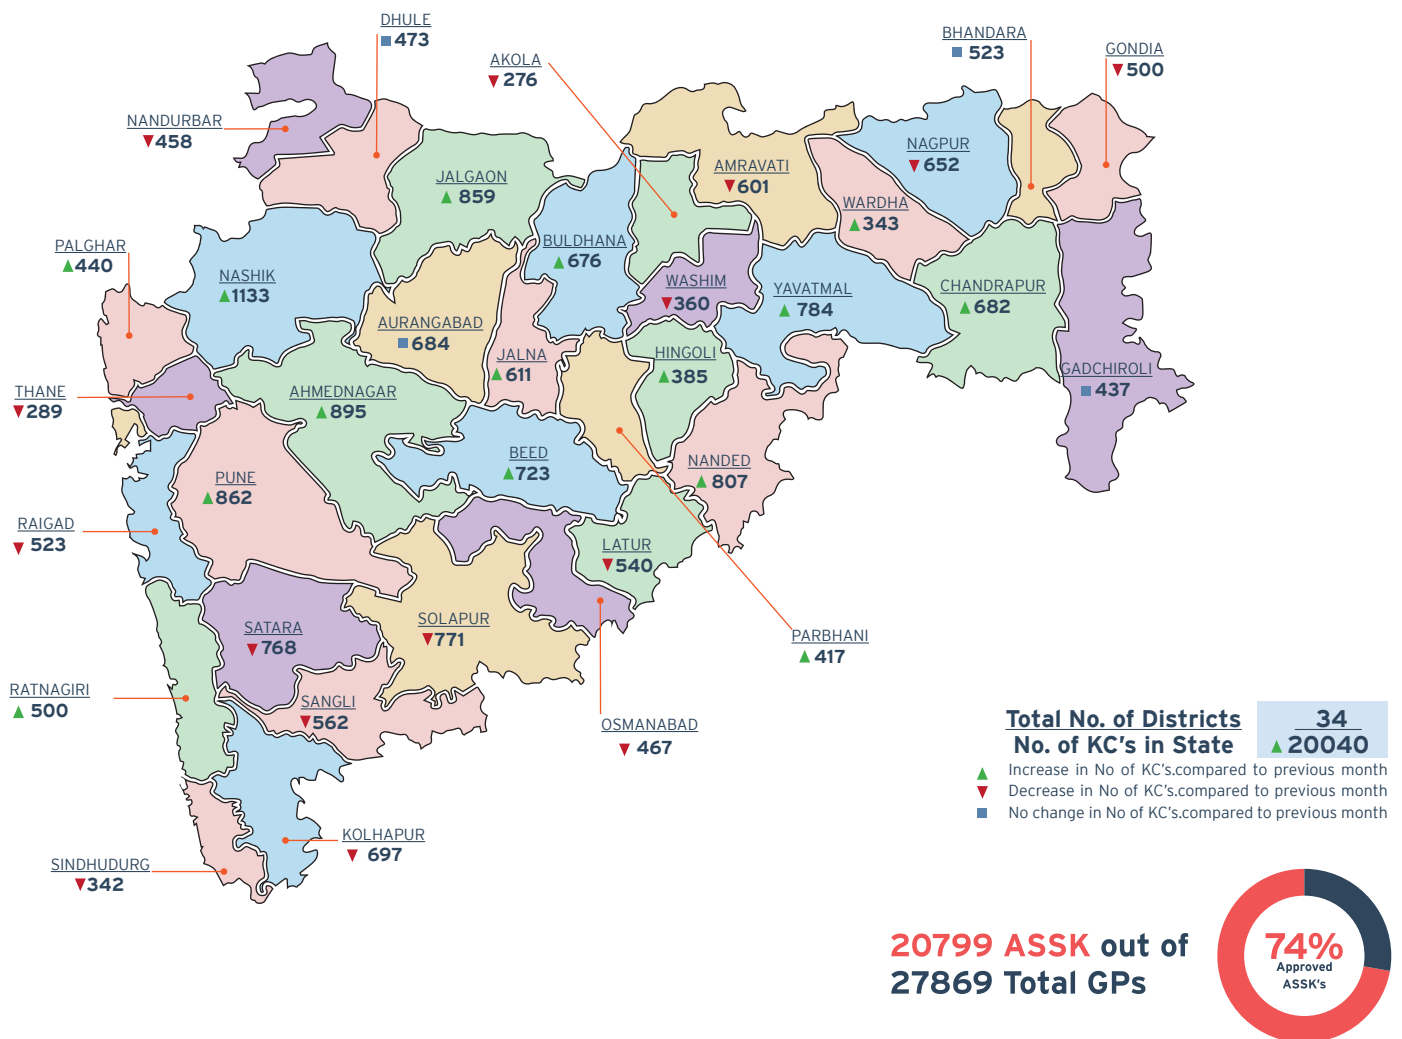 DHULE
473
BHANDARA
523
GONDIA
500
AKOLA
276
NANDURBAR
458
NAGPUR
652
AMRAVATI
601
JALGAON
859
WARDHA
343
PALGHAR
440
BULDHANA
676
NASHIK
1133
WASHIM
360
YAVATMAL
784
CHANDRAPUR
682
AURANGABAD
684
JALNA
611
HINGOLI
385
GADCHIROLI
437
THANE
289
AHMEDNAGAR
895
BEED
723
NANDED
807
PUNE
862
RAIGAD
523
LATUR
540
SOLAPUR
771
SATARA
768
PARBHANI
417
RATNAGIRI
500
SANGLI
562
OSMANABAD
467
KOLHAPUR
697
SINDHUDURG
342
Total No. of Districts 34
No. of KC's in State 20040
Increase in No of KC's.compared to previous month
Decrease in No of KC's.compared to previous month
No change in No of KC's.compared to previous month
20799 ASSK out of
27869 Total GPs
74%
Approved
ASSK's